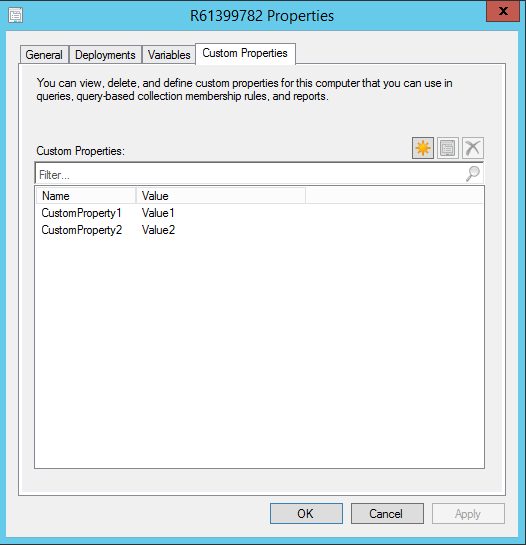 R61399782 Properties
x
General Deployments Variables Custom Properties
You can view, delete, and define custom properties for this computer that you can use in
queries, query-based collection membership rules, and reports.
Custom Properties:
Filter...
Name Value
CustomProperty1 Value1
CustomProperty2 Value2
OK Cancel Apply